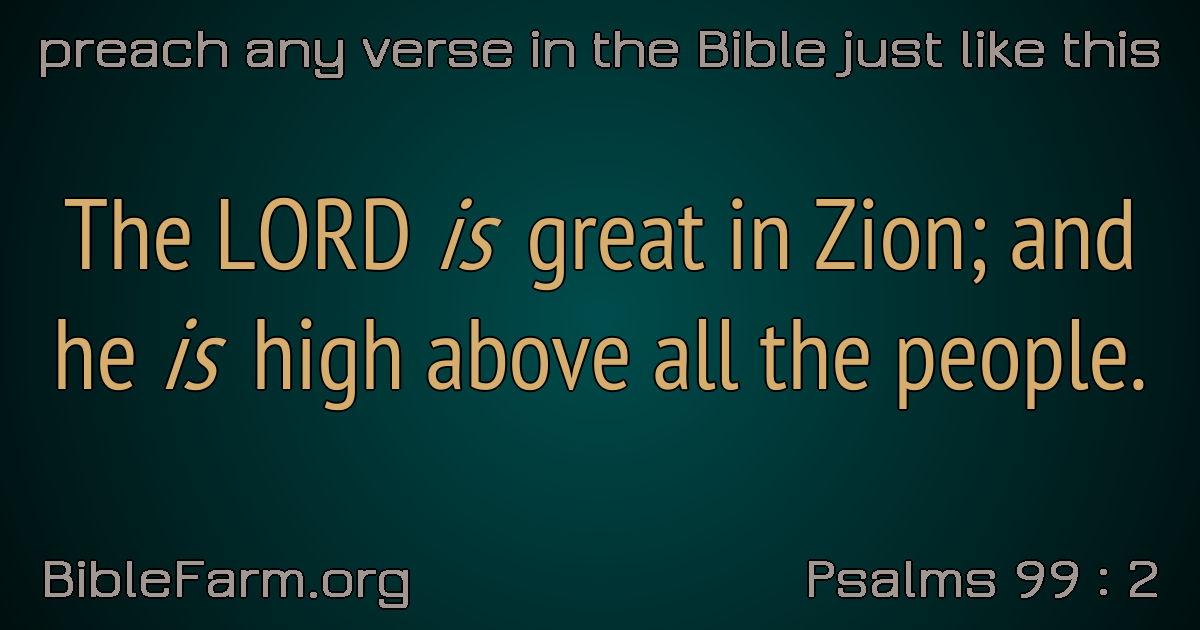 preach any verse in the Bible just like this
The LORD is great in Zion; and
he is high above all the people.
BibleFarm.org
Psalms 99 : 2